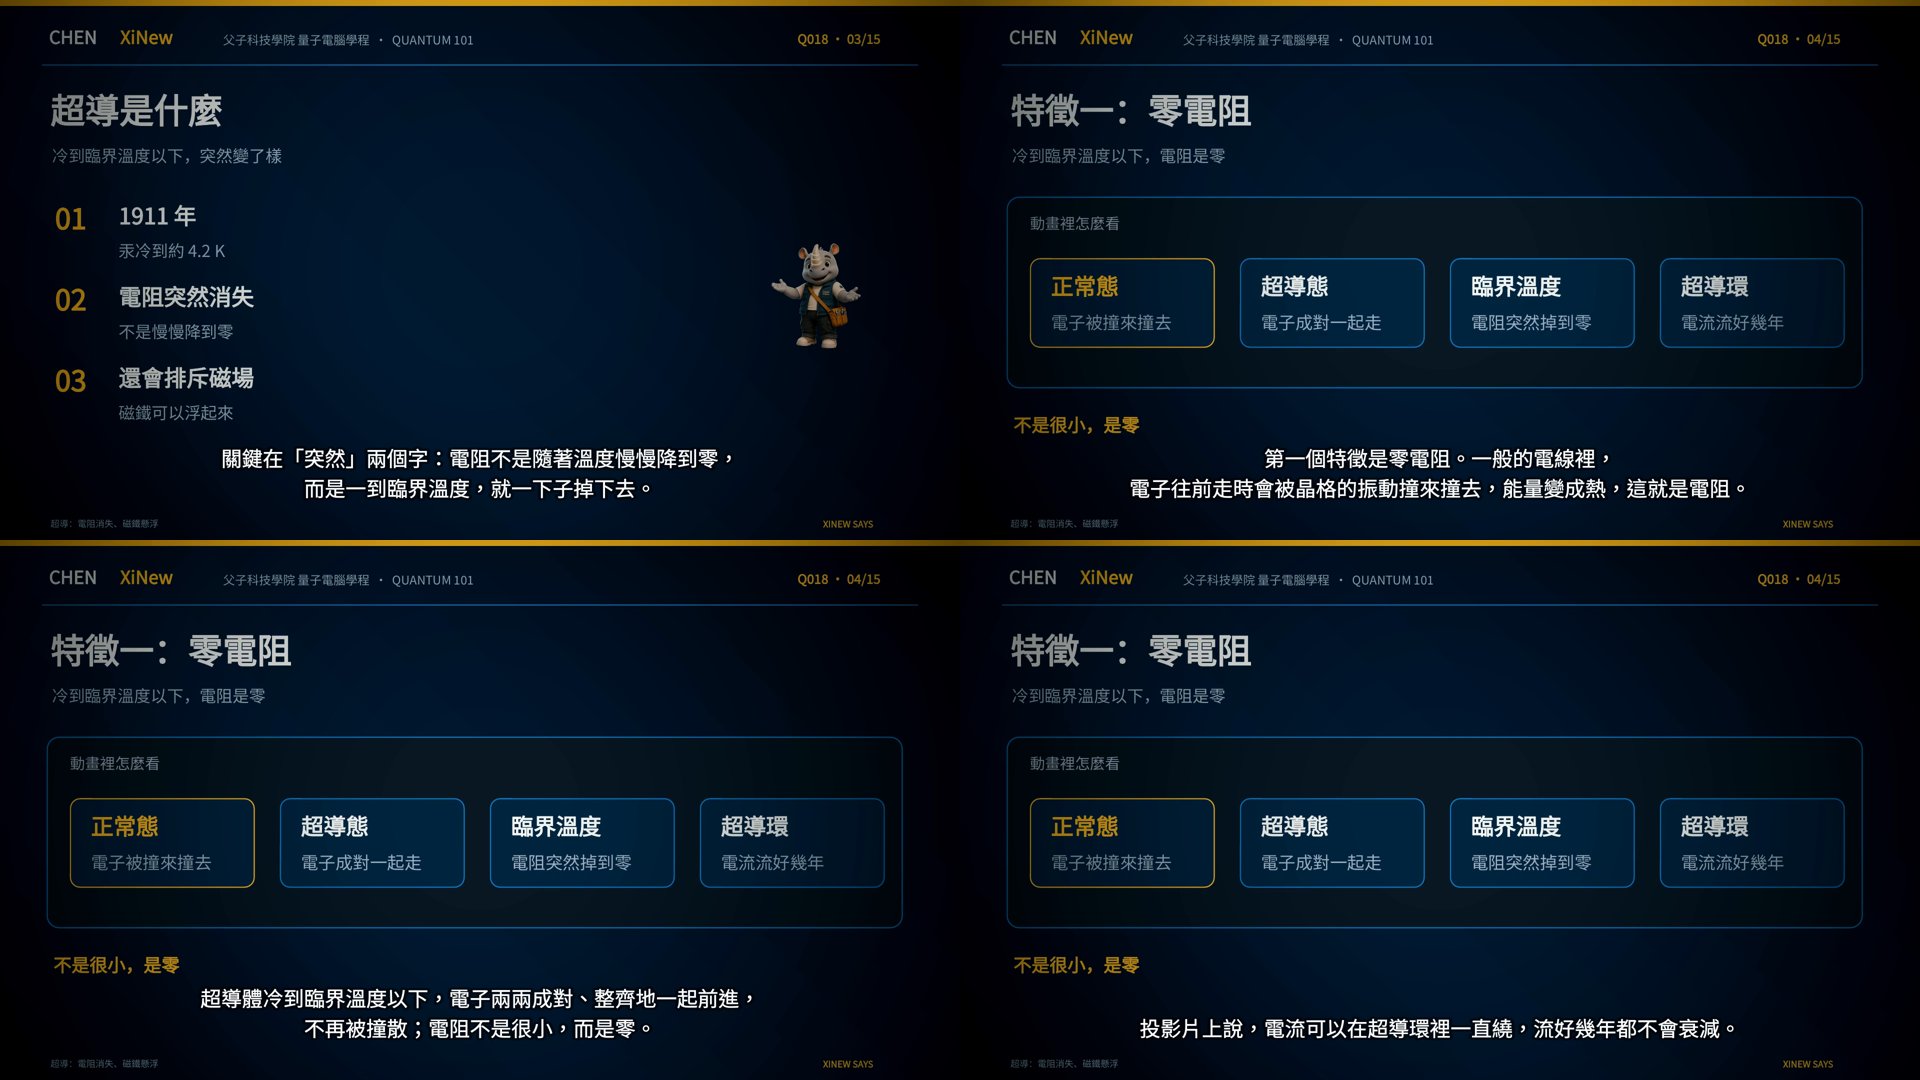 CHEN XiNew 父子科技學院 量子電腦學程 · QUANTUM 101 Q018 · 03/15
超導是什麼
冷到臨界溫度以下，突然變了樣
01 1911 年
汞冷到約 4.2 K
02 電阻突然消失
不是慢慢降到零
03 還會排斥磁場
磁鐵可以浮起來
關鍵在「突然」兩個字：電阻不是隨著溫度慢慢降到零，
而是一到臨界溫度，就一下子掉下去。
超導：電阻消失、磁鐵懸浮 XINEW SAYS
CHEN XiNew 父子科技學院 量子電腦學程 · QUANTUM 101 Q018 · 04/15
特徵一：零電阻
冷到臨界溫度以下，電阻是零
動畫裡怎麼看
正常態 超導態 臨界溫度 超導環
電子被撞來撞去 電子成對一起走 電阻突然掉到零 電流流好幾年
不是很小，是零
第一個特徵是零電阻。一般的電線裡，
電子往前走時會被晶格的振動撞來撞去，能量變成熱，這就是電阻。
超導：電阻消失、磁鐵懸浮 XINEW SAYS
CHEN XiNew 父子科技學院 量子電腦學程 · QUANTUM 101 Q018 · 04/15
特徵一：零電阻
冷到臨界溫度以下，電阻是零
動畫裡怎麼看
正常態 超導態 臨界溫度 超導環
電子被撞來撞去 電子成對一起走 電阻突然掉到零 電流流好幾年
不是很小，是零
超導體冷到臨界溫度以下，電子兩兩成對、整齊地一起前進，
不再被撞散；電阻不是很小，而是零。
超導：電阻消失、磁鐵懸浮 XINEW SAYS
CHEN XiNew 父子科技學院 量子電腦學程 · QUANTUM 101 Q018 · 04/15
特徵一：零電阻
冷到臨界溫度以下，電阻是零
動畫裡怎麼看
正常態 超導態 臨界溫度 超導環
電子被撞來撞去 電子成對一起走 電阻突然掉到零 電流流好幾年
不是很小，是零
投影片上說，電流可以在超導環裡一直繞，流好幾年都不會衰減。
超導：電阻消失、磁鐵懸浮 XINEW SAYS